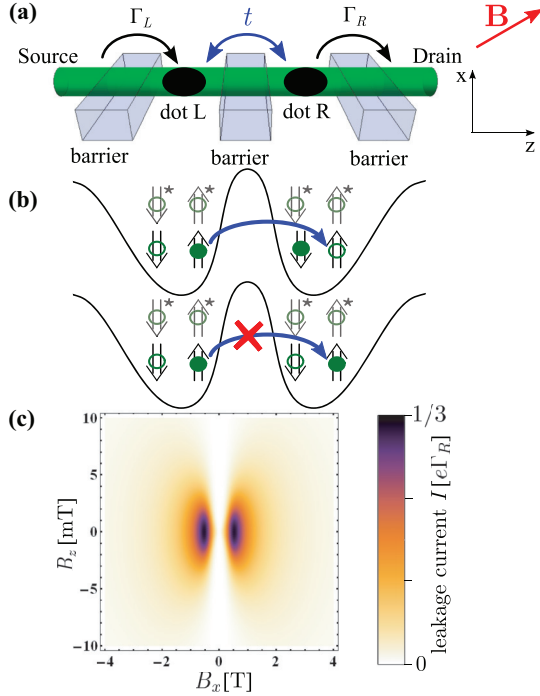 (a)
Γ_L
t
Γ_R
B
Source
Drain
dot L
dot R
barrier
barrier
barrier
x
z
(b)
* * * *
* * * *
(c)
10
5
0
−5
−10
B_z [mT]
−4 −2 0 2 4
B_x [T]
1/3
0
leakage current I [eΓ_R]